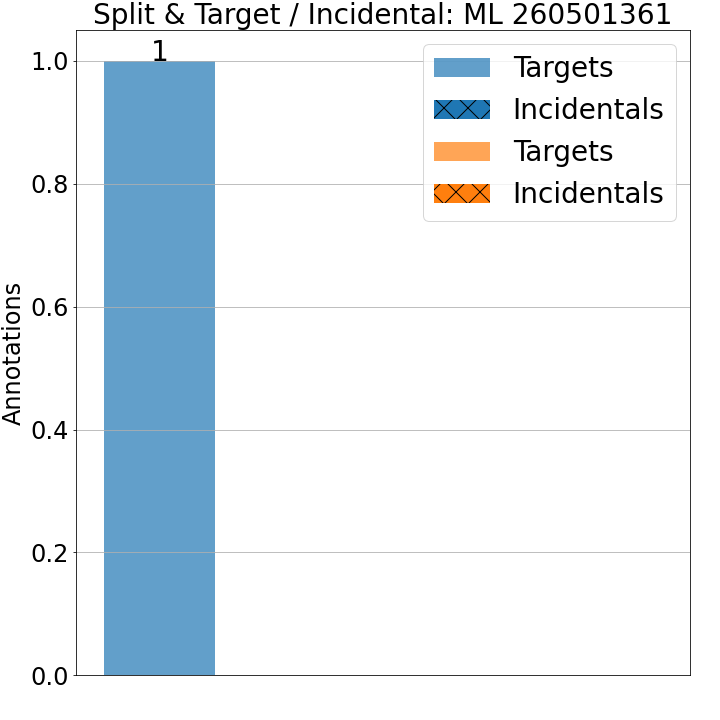 Split & Target / Incidental: ML 260501361
1
1.0
0.8
0.6
0.4
0.2
0.0
Annotations
Targets
Incidentals
Targets
Incidentals